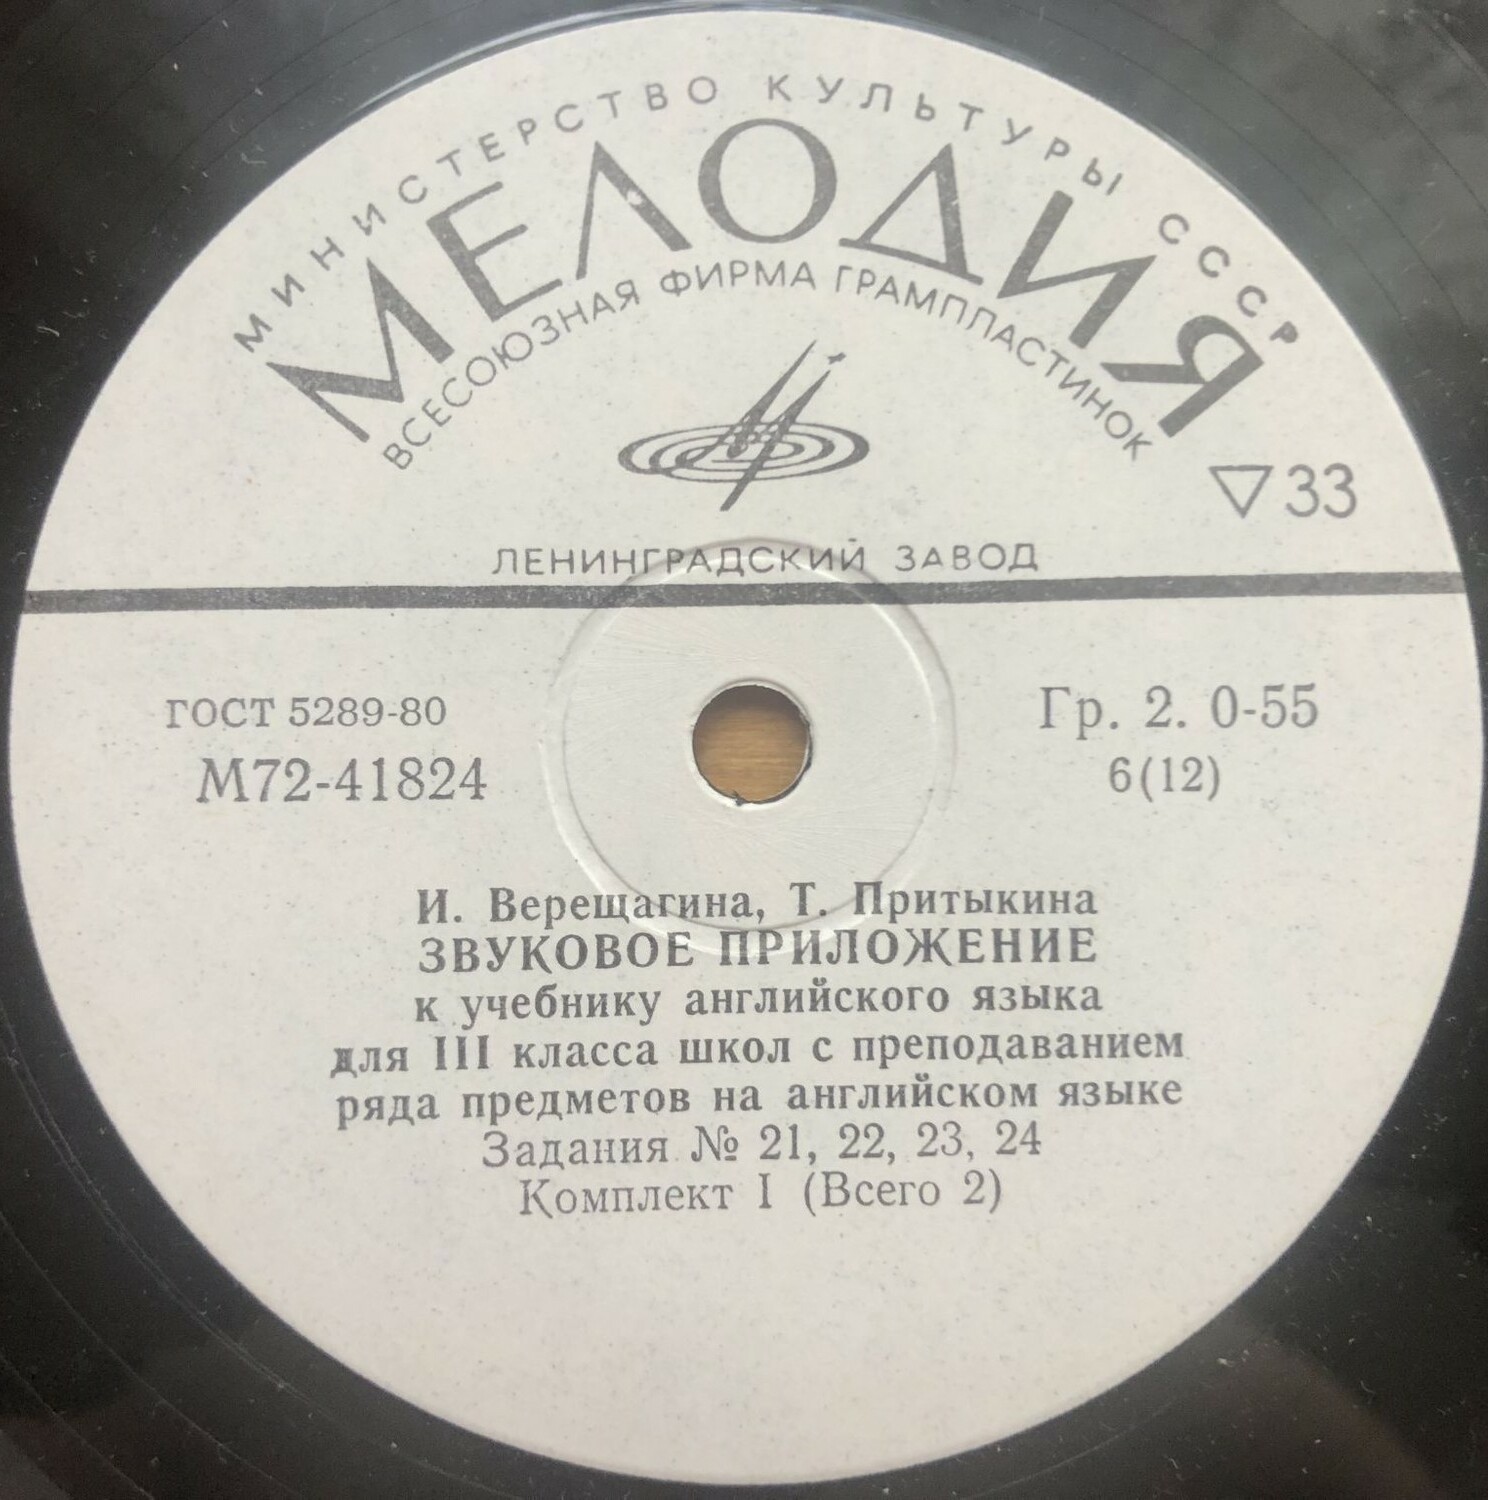 МИНИСТЕРСТВО КУЛЬТУРЫ СССР
МЕЛОДИЯ
ВСЕСОЮЗНАЯ ФИРМА ГРАМПЛАСТИНОК
33
ЛЕНИНГРАДСКИЙ ЗАВОД
ГОСТ 5289-80
Гр. 2. 0-55
М72-41824
6(12)
И. Верещагина, Т. Притыкина
ЗВУКОВОЕ ПРИЛОЖЕНИЕ
к учебнику английского языка
для III класса школ с преподаванием
ряда предметов на английском языке
Задания № 21, 22, 23, 24
Комплект I (Всего 2)